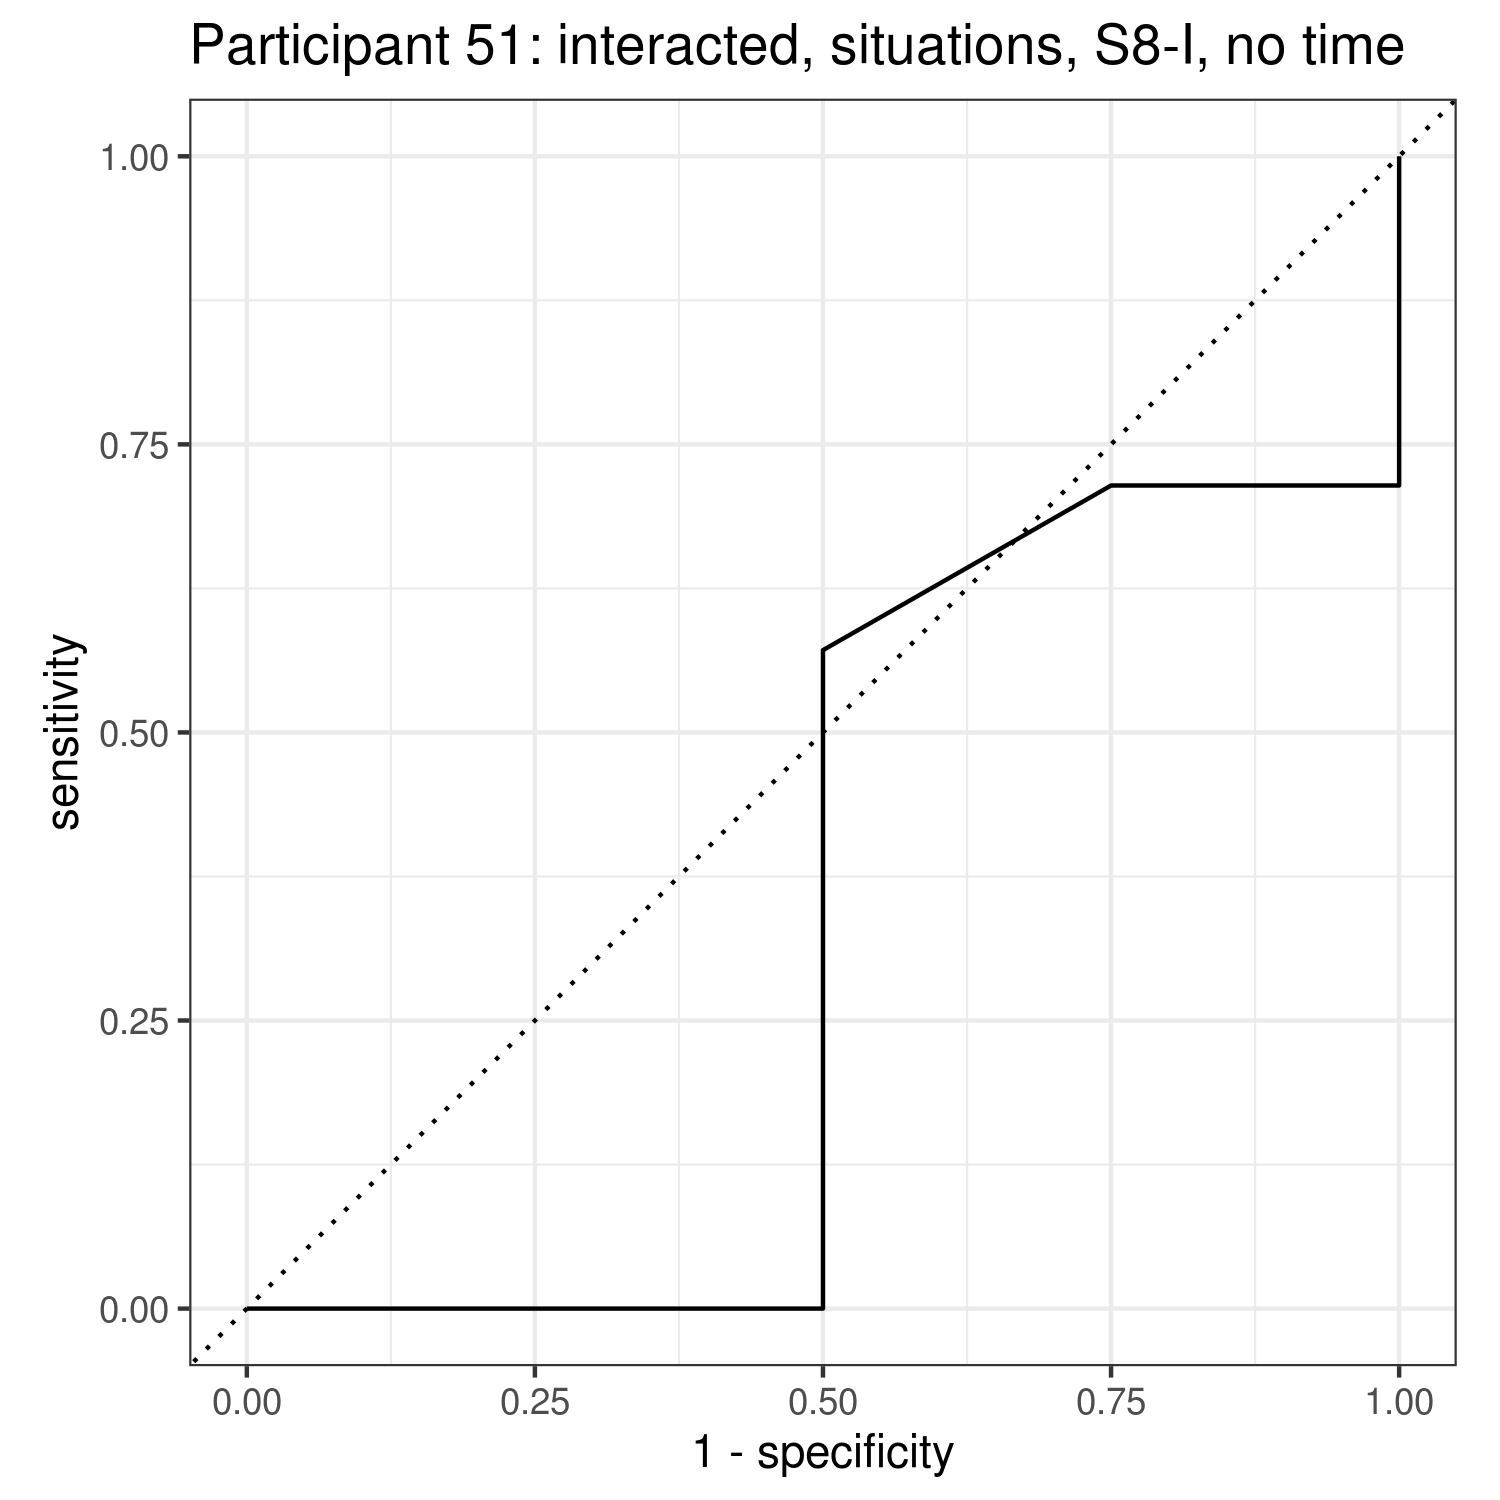 Participant 51: interacted, situations, S8-I, no time
1.00
0.75
0.50
0.25
0.00
sensitivity
0.00 0.25 0.50 0.75 1.00
1 - specificity